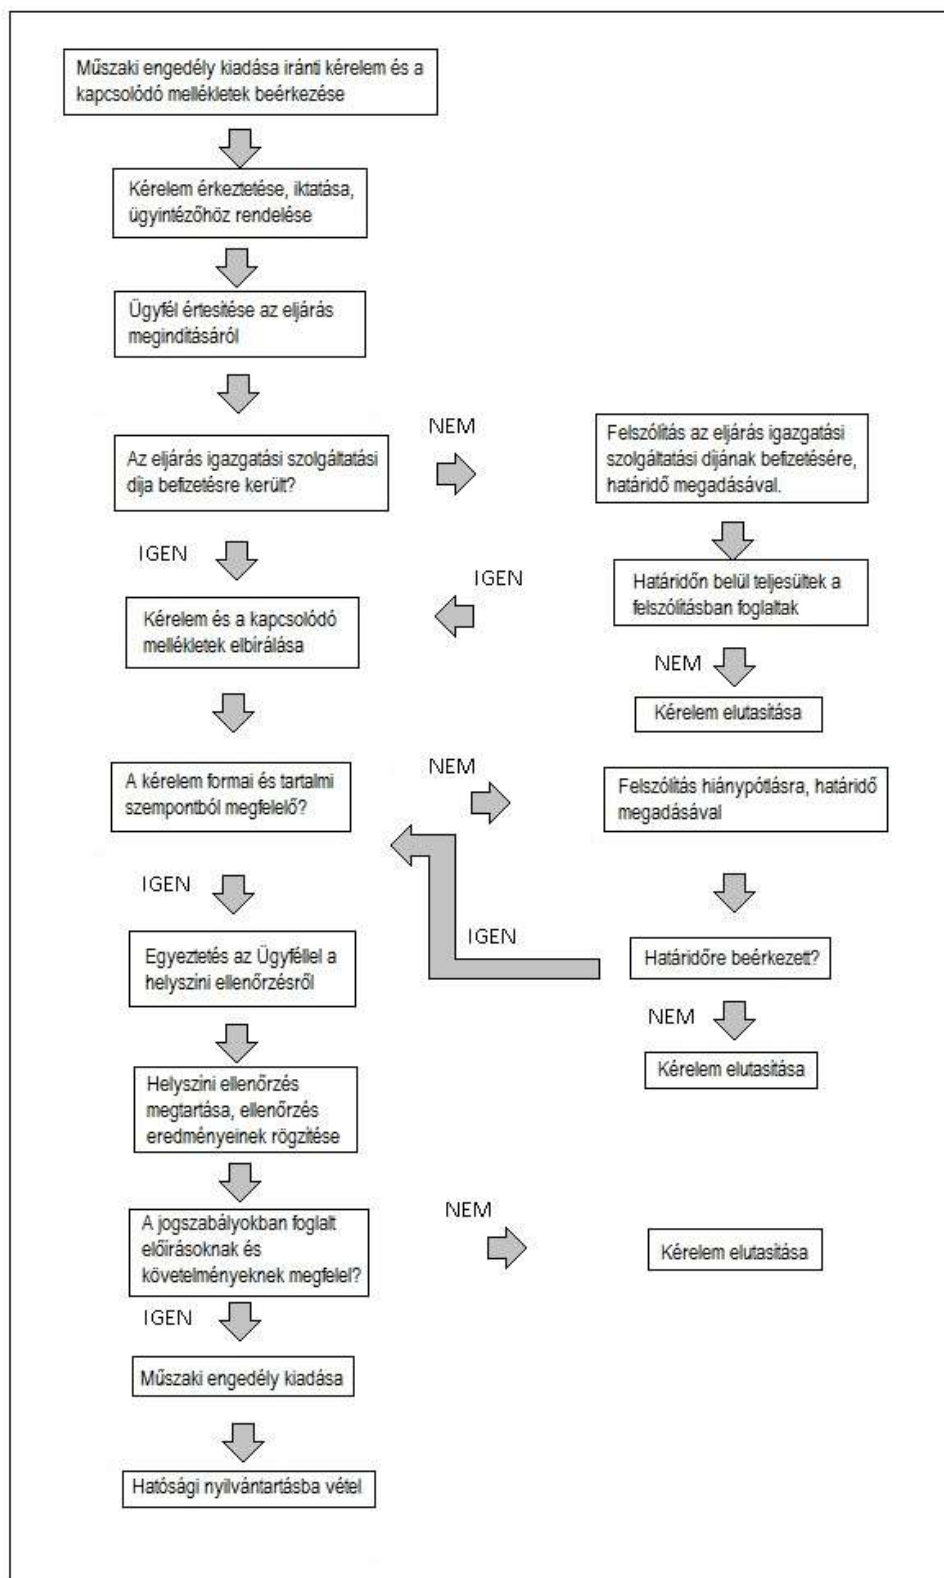 Műszaki engedély kiadása iránti kérelem és a
kapcsolódó mellékletek beérkezése
Kérelem érkeztetése, iktatása,
ügyintézőhöz rendelése
Ügyfél értesítése az eljárás
megindításáról
Az eljárás igazgatási szolgáltatási
díja befizetésre került?
NEM
Felszólítás az eljárás igazgatási
szolgáltatási díjának befizetésére,
határidő megadásával.
IGEN
IGEN
Határidőn belül teljesültek a
felszólításban foglaltak
Kérelem és a kapcsolódó
mellékletek elbírálása
NEM
Kérelem elutasítása
A kérelem formai és tartalmi
szempontból megfelelő?
NEM
Felszólítás hiánypótlásra, határidő
megadásával
IGEN
IGEN
Határidőre beérkezett?
Egyeztetés az Ügyféllel a
helyszíni ellenőrzésről
NEM
Kérelem elutasítása
Helyszíni ellenőrzés
megtartása, ellenőrzés
eredményeinek rögzítése
A jogszabályokban foglalt
előírásoknak és
követelményeknek megfelel?
NEM
Kérelem elutasítása
IGEN
Műszaki engedély kiadása
Hatósági nyilvántartásba vétel